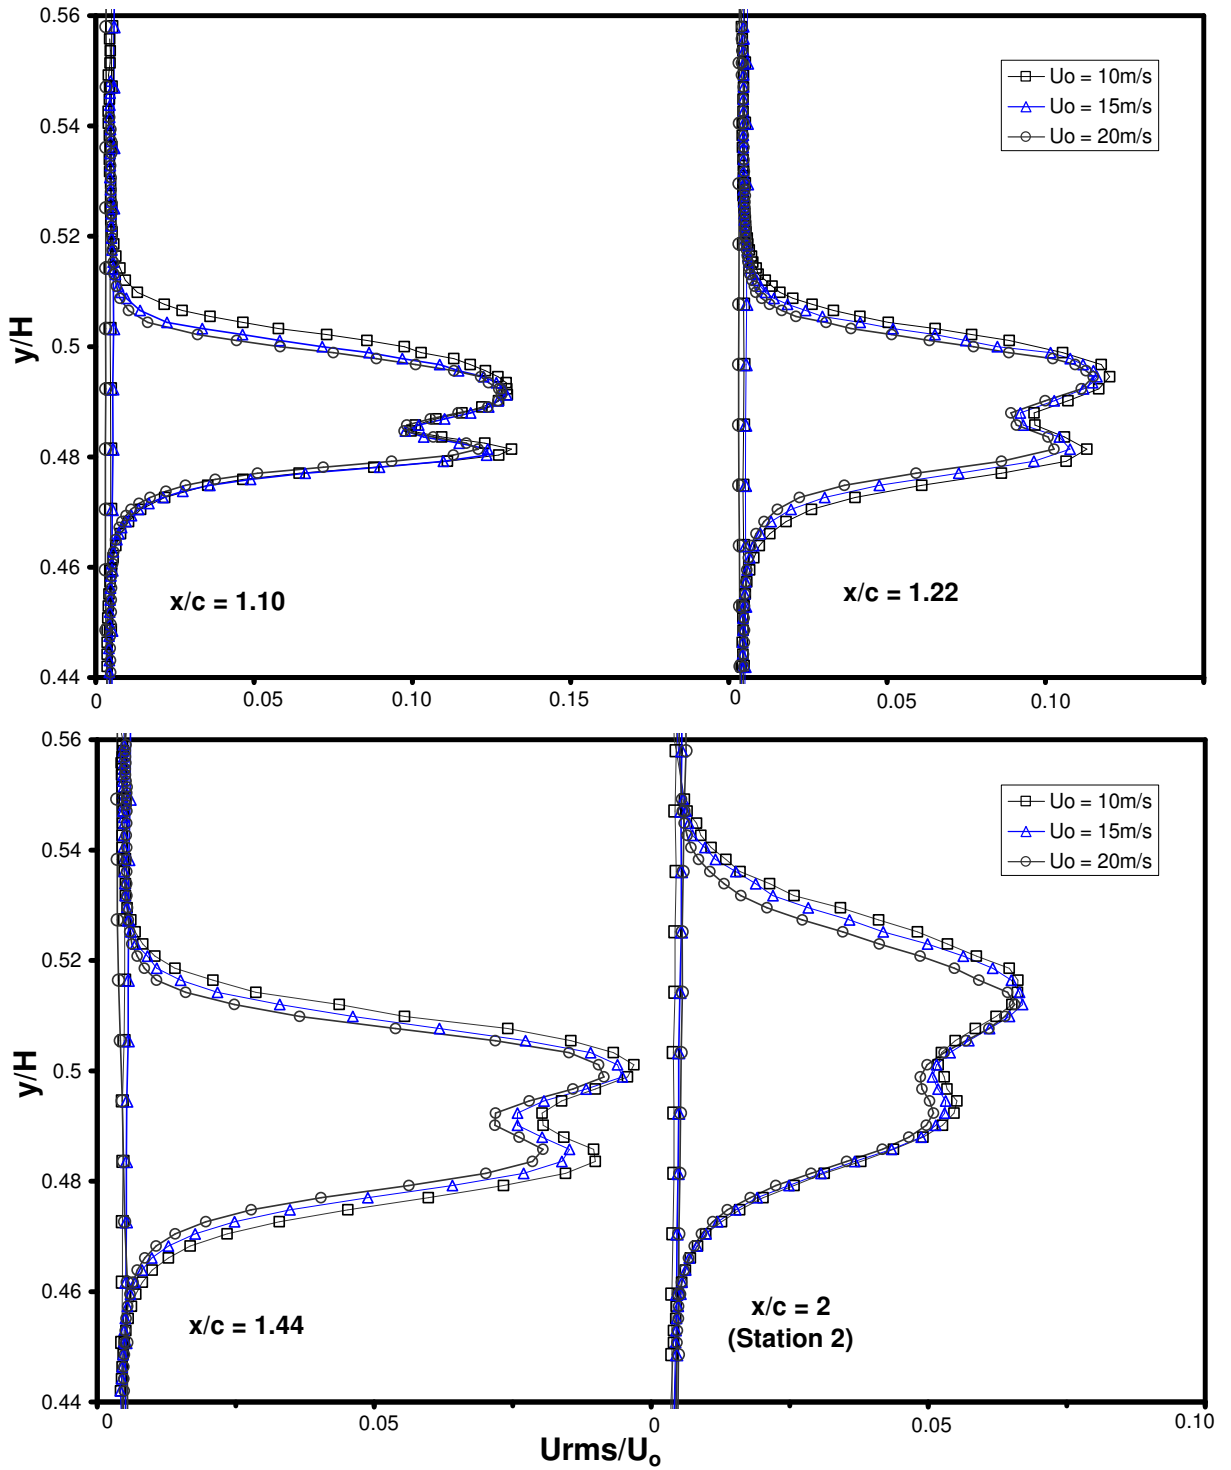 0.56
0.54
0.52
0.5
0.48
0.46
0.44
y/H
Uo = 10m/s
Uo = 15m/s
Uo = 20m/s
x/c = 1.10
x/c = 1.22
0
0.05
0.10
0.15
0
0.05
0.10
0.56
0.54
0.52
0.5
0.48
0.46
0.44
y/H
Uo = 10m/s
Uo = 15m/s
Uo = 20m/s
x/c = 1.44
x/c = 2
(Station 2)
0
0.05
0
0.05
0.10
Urms/Uo